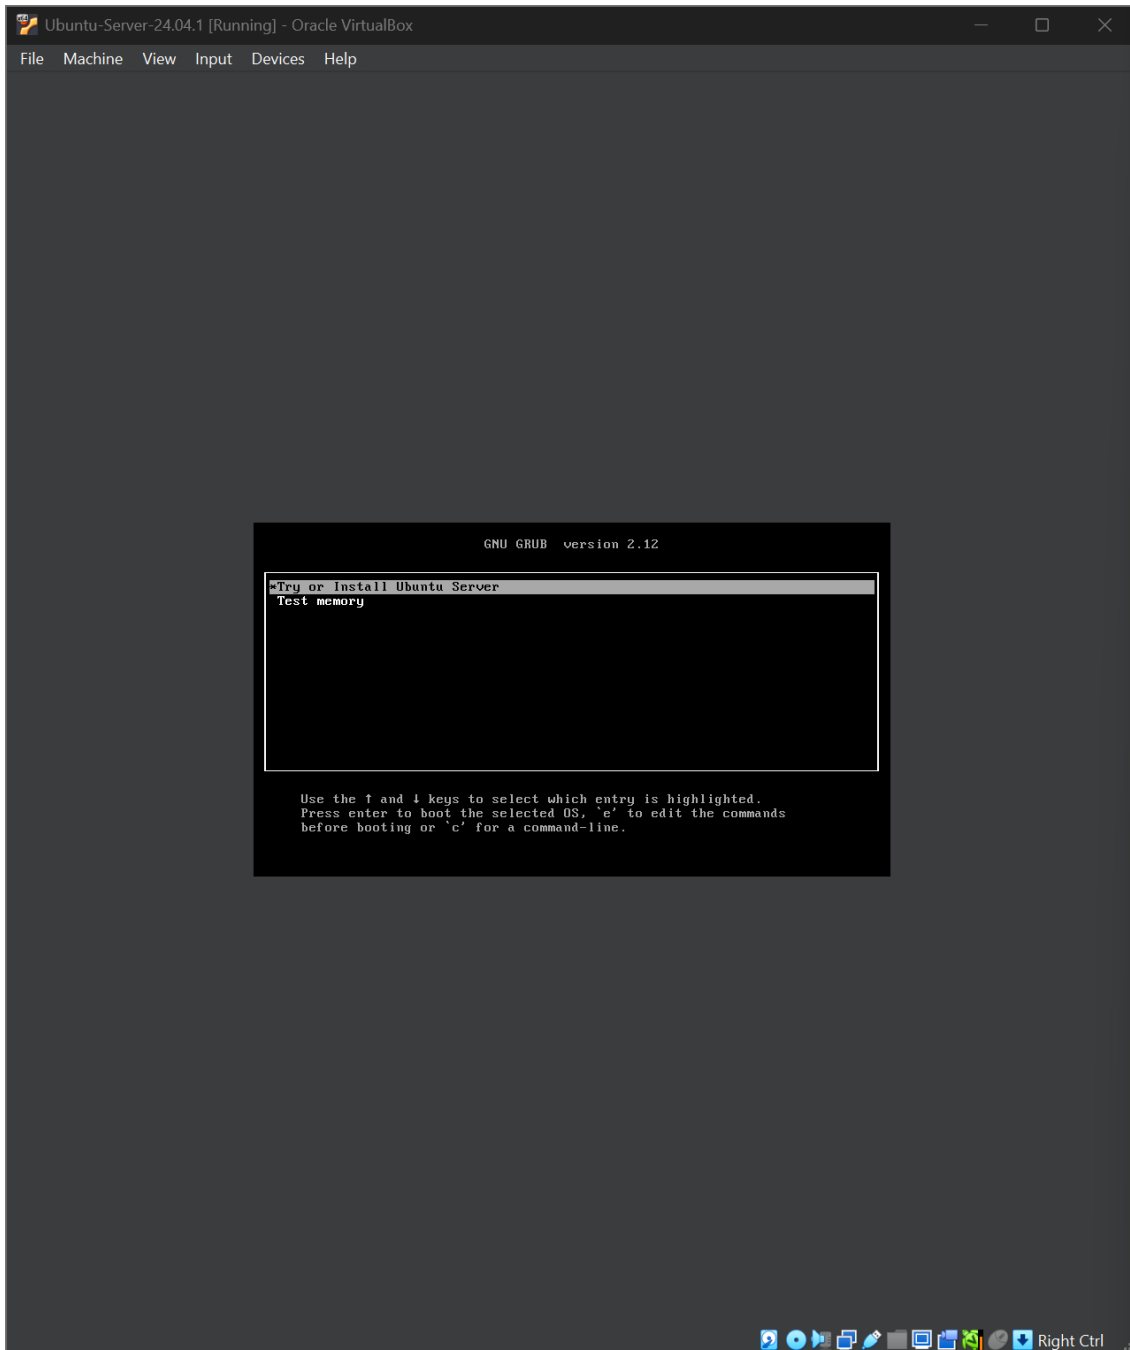 Ubuntu-Server-24.04.1 [Running] - Oracle VirtualBox
File Machine View Input Devices Help
GNU GRUB version 2.12
*Try or Install Ubuntu Server
Test memory
Use the ↑ and ↓ keys to select which entry is highlighted.
Press enter to boot the selected OS, `e' to edit the commands
before booting or `c' for a command-line.
Right Ctrl